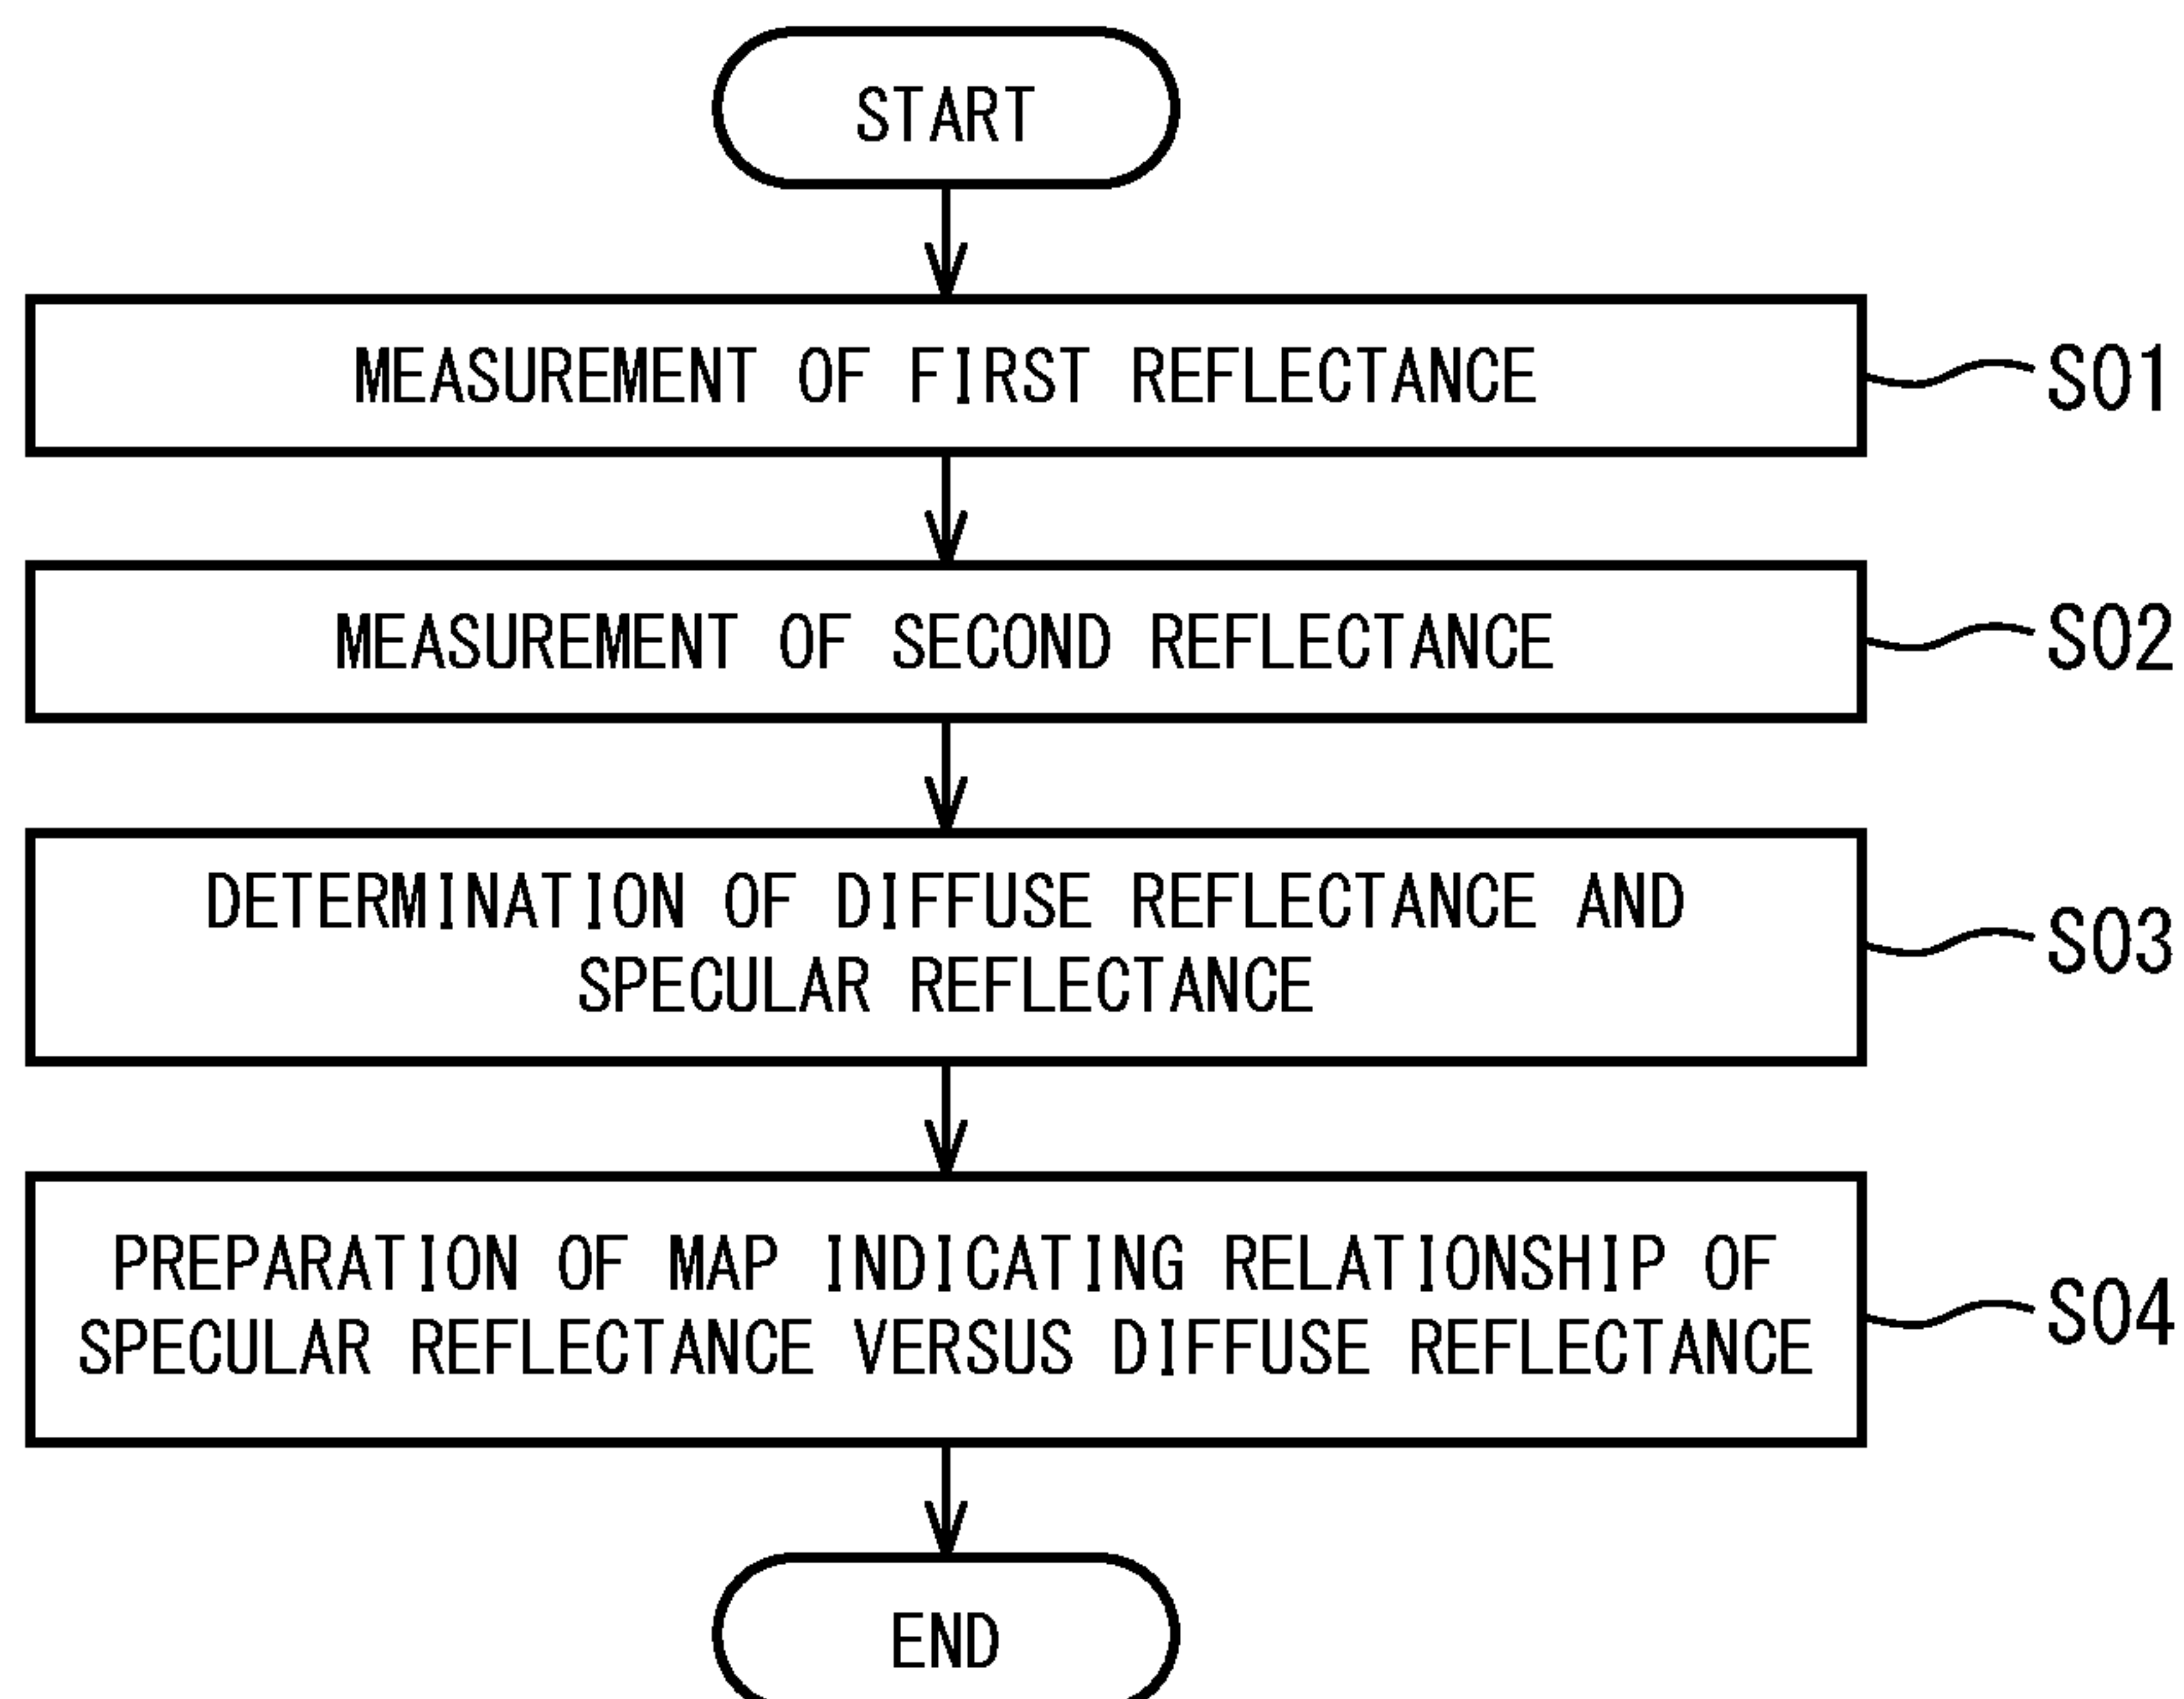 START
MEASUREMENT OF FIRST REFLECTANCE
S01
MEASUREMENT OF SECOND REFLECTANCE
S02
DETERMINATION OF DIFFUSE REFLECTANCE AND
SPECULAR REFLECTANCE
S03
PREPARATION OF MAP INDICATING RELATIONSHIP OF
SPECULAR REFLECTANCE VERSUS DIFFUSE REFLECTANCE
S04
END